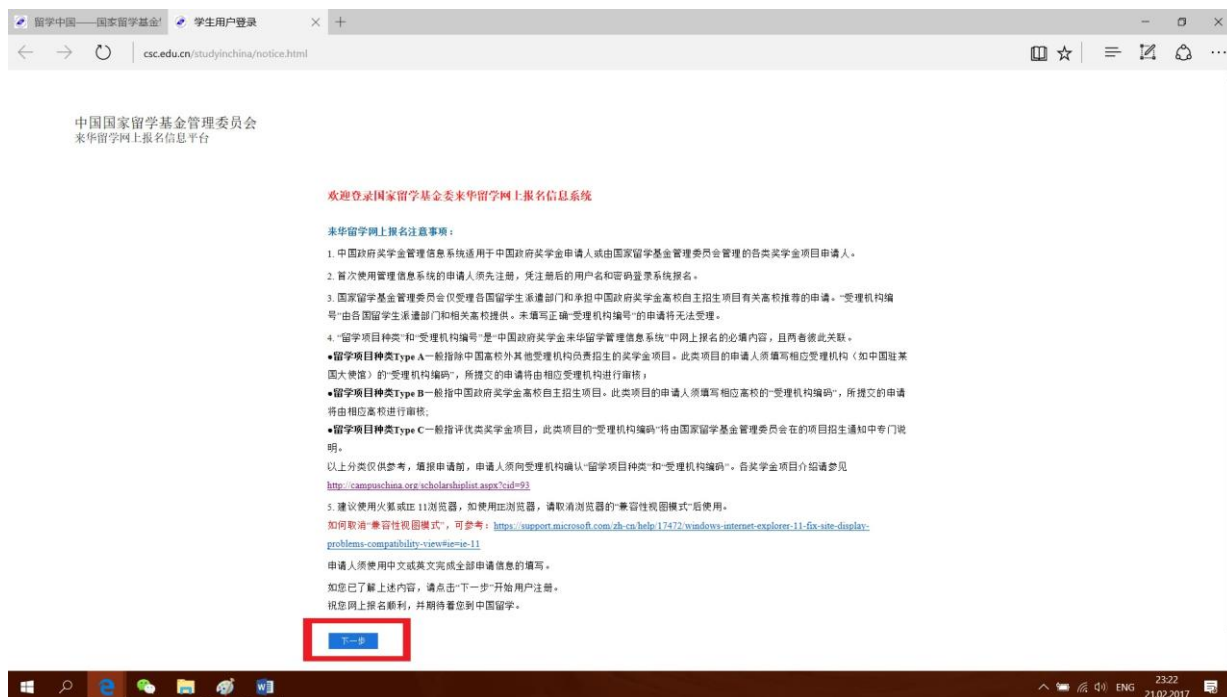 留学中国——国家留学基金
学生用户登录
csc.edu.cn/studyinchina/notice.html
中国国家留学基金管理委员会
来华留学网上报名信息平台
欢迎登录国家留学基金委来华留学网上报名信息系统
来华留学网上报名注意事项：
1. 中国政府奖学金管理信息系统适用于中国政府奖学金申请人或由国家留学基金管理委员会管理的各类奖学金项目申请人。
2. 首次使用管理信息系统的申请人须先注册，凭注册后的用户名和密码登录系统报名。
3. 国家留学基金管理委员会仅受理各国留学生派遣部门和承担中国政府奖学金高校自主招生项目有关高校推荐的申请。“受理机构编
号”由各国留学生派遣部门和相关高校提供。未填写正确“受理机构编号”的申请将无法受理。
4. “留学项目种类”和“受理机构编号”是“中国政府奖学金来华留学管理信息系统”中网上报名的必填内容，且两者彼此关联。
●留学项目种类Type A一般指除中国高校外其他受理机构负责招生的奖学金项目。此类项目的申请人须填写相应受理机构（如中国驻某
国大使馆）的“受理机构编码”，所提交的申请将由相应受理机构进行审核；
●留学项目种类Type B一般指中国政府奖学金高校自主招生项目。此类项目的申请人须填写相应高校的“受理机构编码”，所提交的申请
将由相应高校进行审核;
●留学项目种类Type C一般指评优类奖学金项目，此类项目的“受理机构编码”将由国家留学基金管理委员会在的项目招生通知中专门说
明。
以上分类仅供参考，填报申请前，申请人须向受理机构确认“留学项目种类”和“受理机构编码”。各奖学金项目介绍请参见
http://campuschina.org/scholarshiplist.aspx?cid=93
5. 建议使用火狐或IE 11浏览器，如使用IE浏览器，请取消浏览器的“兼容性视图模式”后使用。
如何取消“兼容性视图模式”，可参考：https://support.microsoft.com/zh-cn/help/17472/windows-internet-explorer-11-fix-site-display-
problems-compatibility-view#ie=ie-11
申请人须使用中文或英文完成全部申请信息的填写。
如您已了解上述内容，请点击“下一步”开始用户注册。
祝您网上报名顺利，并期待着您到中国留学。
下一步
ENG
23:22
21.02.2017